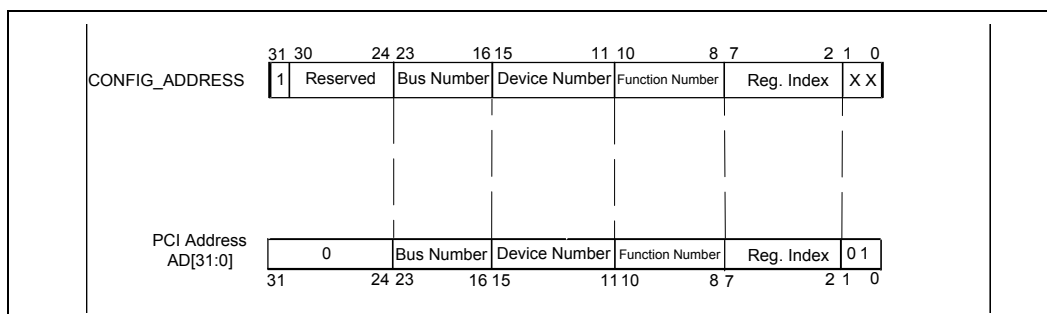 31 30 24 23 16 15 11 10 8 7 2 1 0
CONFIG_ADDRESS 1 Reserved Bus Number Device Number Function Number Reg. Index X X
PCI Address
AD[31:0]
0 Bus Number Device Number Function Number Reg. Index 0 1
31 24 23 16 15 11 10 8 7 2 1 0